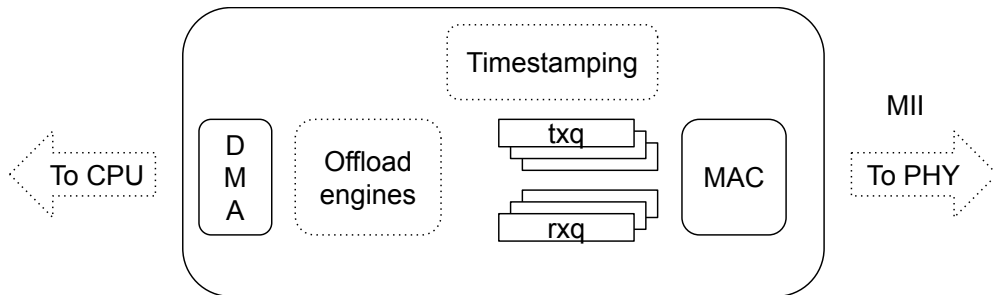 Timestamping
MII
To CPU
D
M
A
Offload
engines
txq
rxq
MAC
To PHY